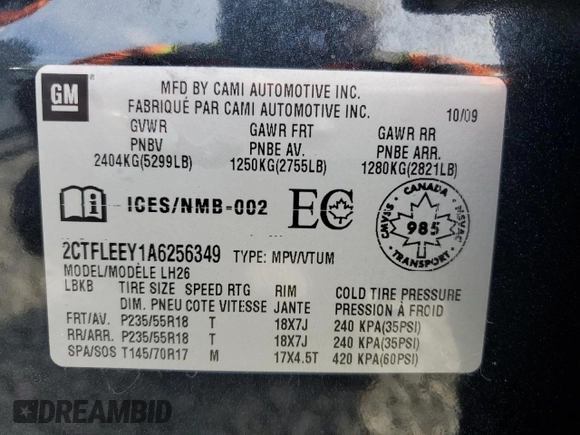 GM
MFD BY CAMI AUTOMOTIVE INC.
FABRIQUÉ PAR CAMI AUTOMOTIVE INC.
10/09
GVWR GAWR FRT GAWR RR
PNBV PNBE AV. PNBE ARR.
2404KG(5299LB) 1250KG(2755LB) 1280KG(2821LB)
ICES/NMB-002 EC
CANADA
CMVSS 985 NSVAC
TRANSPORT
2CTFLEEY1A6256349 TYPE: MPV/VTUM
MODEL/MODÈLE LH26
LBKB TIRE SIZE SPEED RTG RIM COLD TIRE PRESSURE
DIM. PNEU COTE VITESSE JANTE PRESSION À FROID
FRT/AV. P235/55R18 T 18X7J 240 KPA(35PSI)
RR/ARR. P235/55R18 T 18X7J 240 KPA(35PSI)
SPA/SOS T145/70R17 M 17X4.5T 420 KPA(60PSI)
DREAMBID